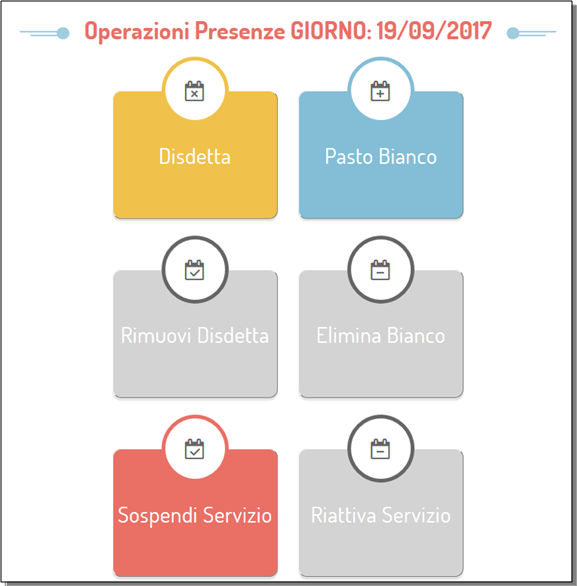 Operazioni Presenze GIORNO: 19/09/2017
Disdetta
Pasto Bianco
Rimuovi Disdetta
Elimina Bianco
Sospendi Servizio
Riattiva Servizio